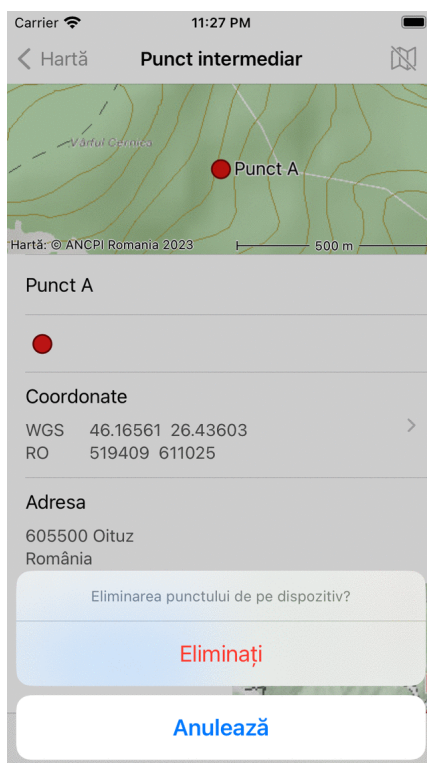 Carrier 11:27 PM
Hartă Punct intermediar
Vârful Cernica
Punct A
Hartă: © ANCPI Romania 2023 500 m
Punct A
Coordonate
WGS 46.16561 26.43603
RO 519409 611025
Adresa
605500 Oituz
România
Eliminarea punctului de pe dispozitiv?
Eliminați
Anulează